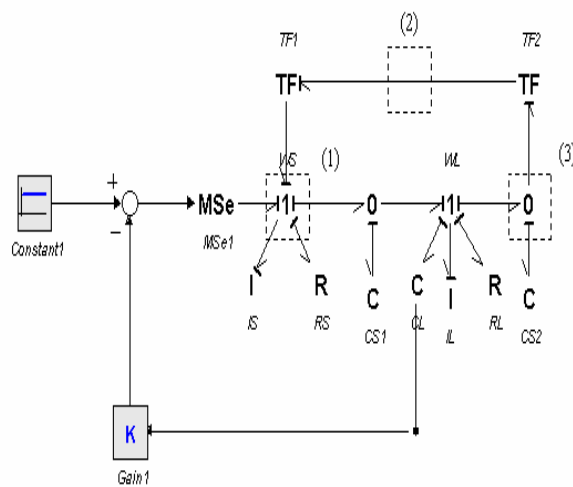 (2)
TF1
TF2
TF
TF
WS
(1)
WL
(3)
+
MSe
1
0
1
0
Constant1
−
MSe1
I
R
C
C
I
R
C
IS
RS
CS1
CL
IL
RL
CS2
K
Gain1